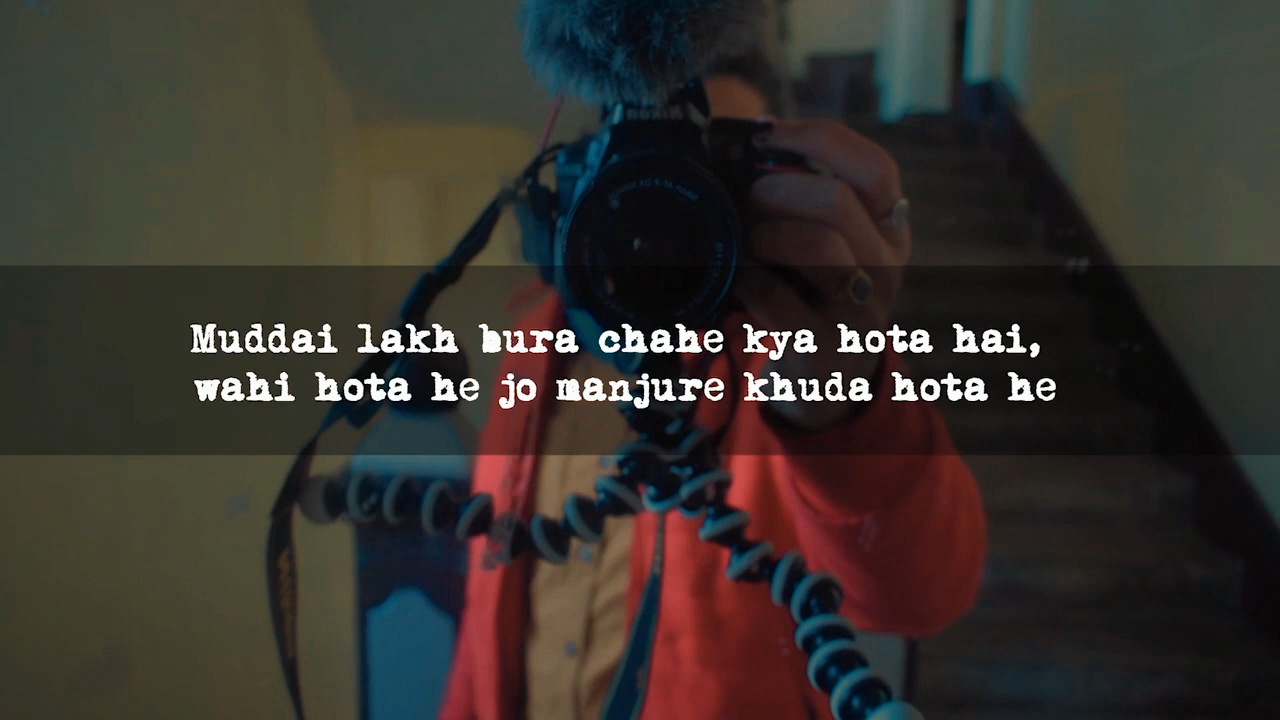 Muddai lakh bura chahe kya hota hai,
wahi hota he jo manjure khuda hota he